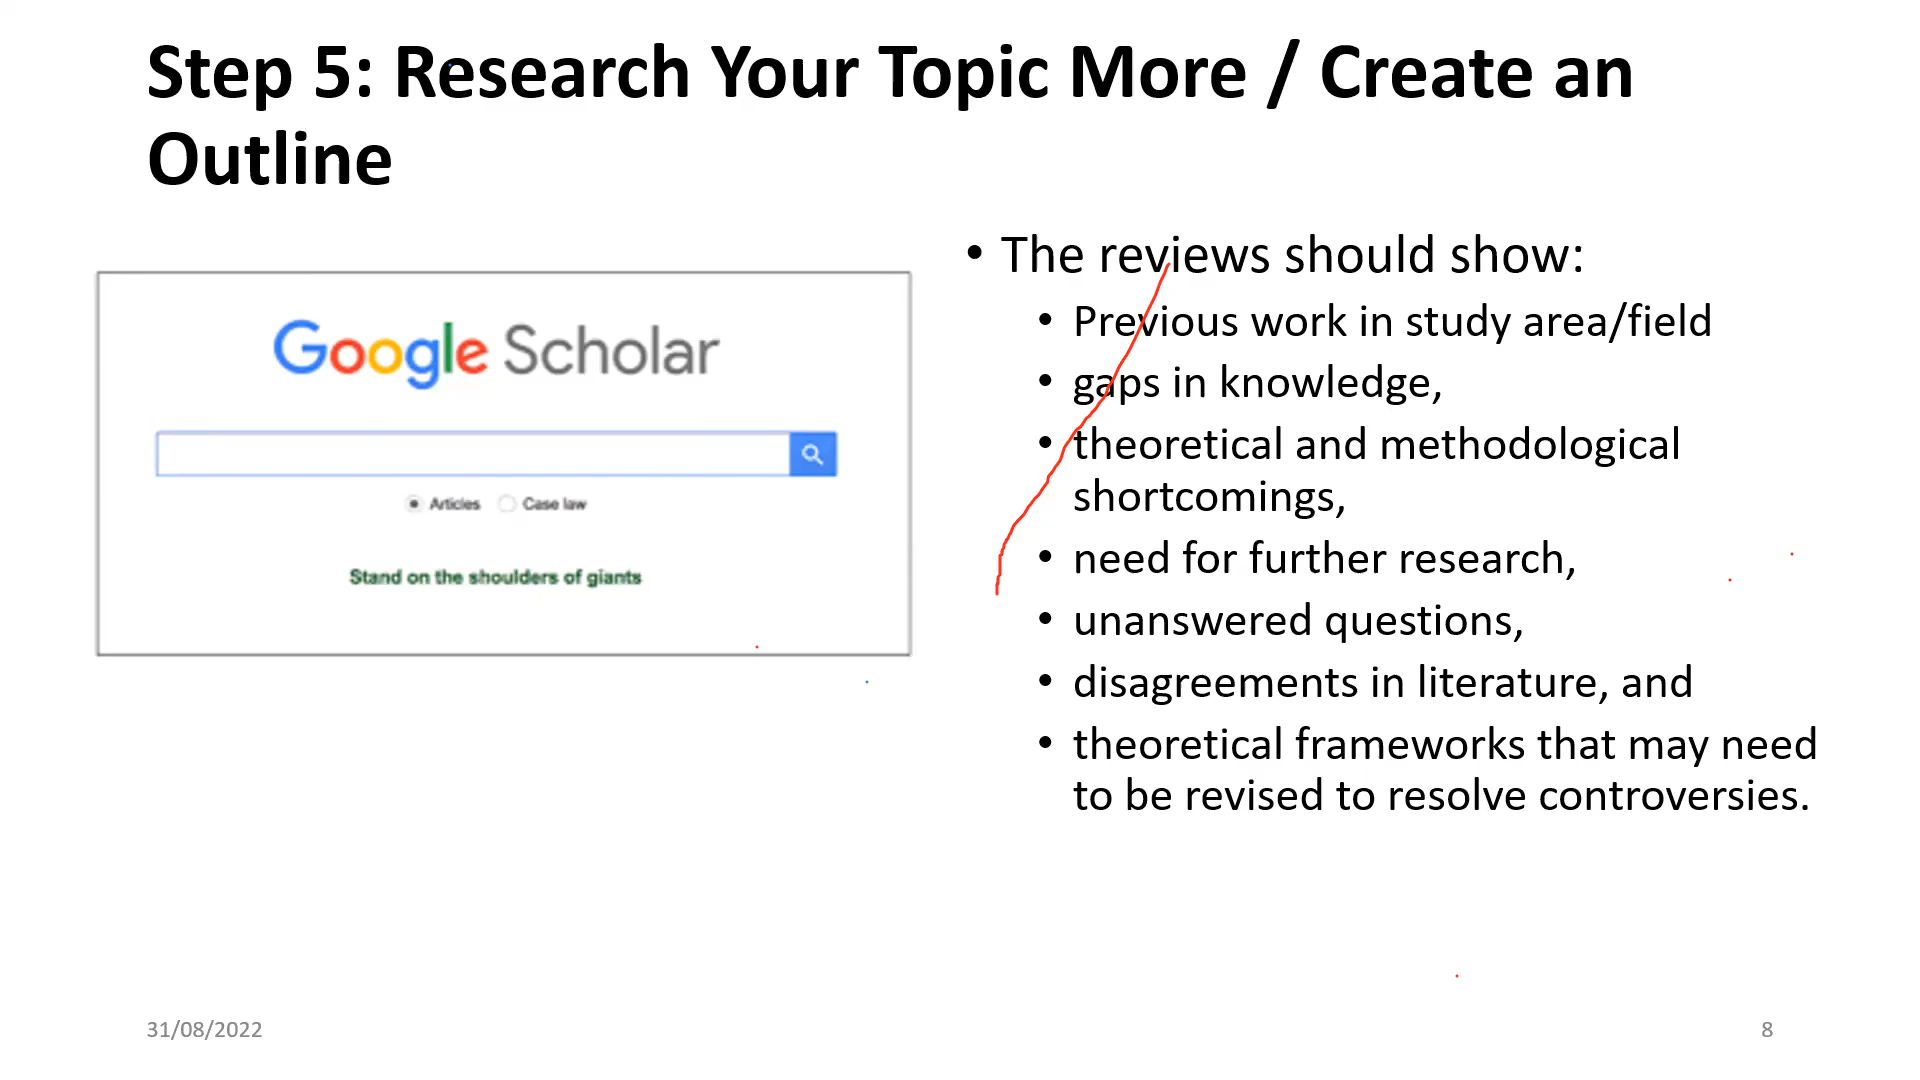 Step 5: Research Your Topic More / Create an
Outline
Google Scholar
Articles Case law
Stand on the shoulders of giants
• The reviews should show:
• Previous work in study area/field
• gaps in knowledge,
• theoretical and methodological
shortcomings,
• need for further research,
• unanswered questions,
• disagreements in literature, and
• theoretical frameworks that may need
to be revised to resolve controversies.
31/08/2022
8